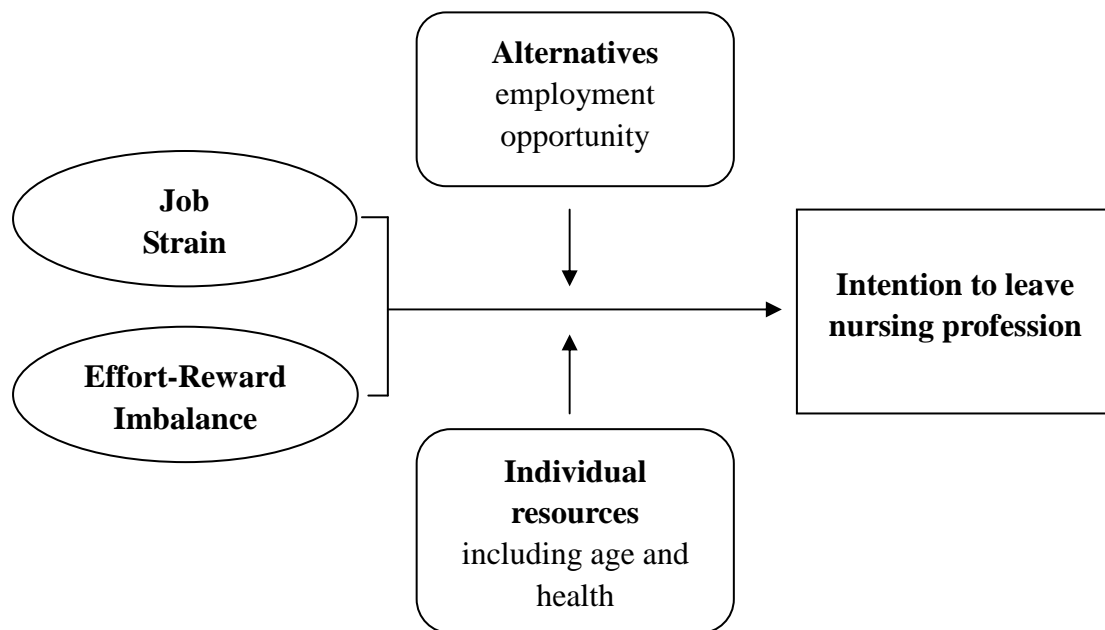 Alternatives
employment
opportunity
Job
Strain
Intention to leave
nursing profession
Effort-Reward
Imbalance
Individual
resources
including age and
health